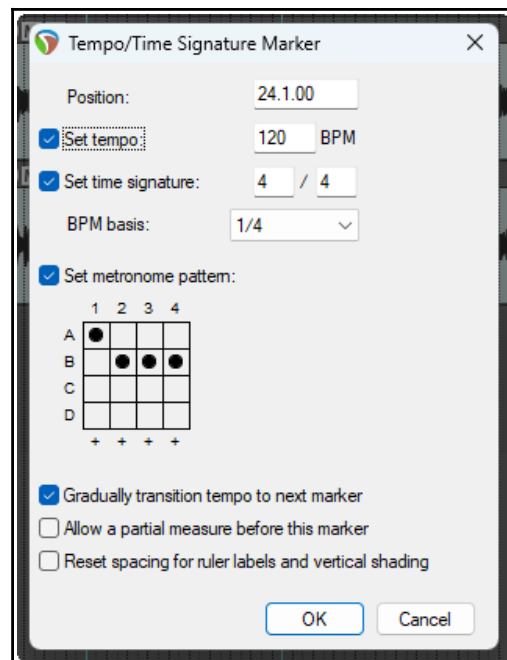 Tempo/Time Signature Marker
Position: 24.1.00
Set tempo: 120 BPM
Set time signature: 4 / 4
BPM basis: 1/4
Set metronome pattern:
1 2 3 4
A
B
C
D
+ + + +
Gradually transition tempo to next marker
Allow a partial measure before this marker
Reset spacing for ruler labels and vertical shading
OK Cancel